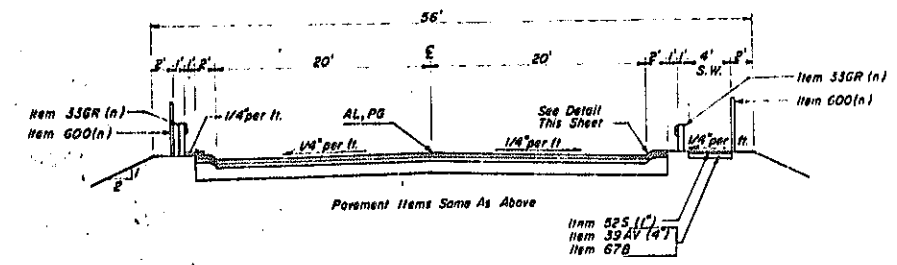 56'
2' 1' 1' 2' 20' ℄ 20' 2' 1' 1' 4' 2'
S.W.
Item 33GR (n)
Item 600(n)
Item 33GR (n)
Item 600(n)
1/4" per ft.
AL, PG
See Detail
This Sheet
1/4" per ft.
1/4" per ft
1/4" per ft.
2 1
Pavement Items Same As Above
Item 52S (1")
Item 39AV (4")
Item 67B